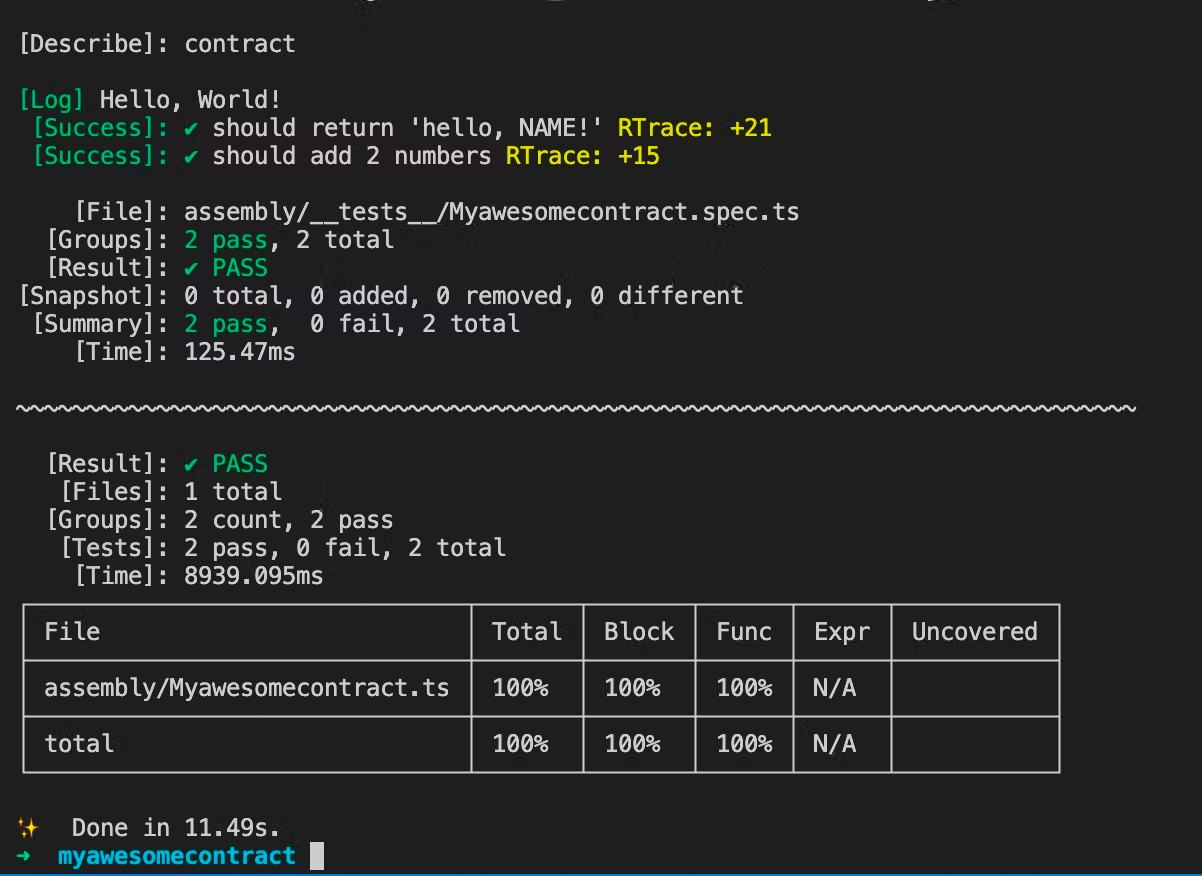 [Describe]: contract
[Log] Hello, World!
[Success]: ✔ should return 'hello, NAME!' RTrace: +21
[Success]: ✔ should add 2 numbers RTrace: +15
[File]: assembly/__tests__/Myawesomecontract.spec.ts
[Groups]: 2 pass, 2 total
[Result]: ✔ PASS
[Snapshot]: 0 total, 0 added, 0 removed, 0 different
[Summary]: 2 pass,  0 fail, 2 total
[Time]: 125.47ms
~~~~~~~~~~~~~~~~~~~~~~~~~~~~~~~~~~~~~~~~~~~~~~~~~~~~~~~~~~~~~~~~~~~~~~~~~~~~~~~~
[Result]: ✔ PASS
[Files]: 1 total
[Groups]: 2 count, 2 pass
[Tests]: 2 pass, 0 fail, 2 total
[Time]: 8939.095ms
File Total Block Func Expr Uncovered
assembly/Myawesomecontract.ts 100% 100% 100% N/A
total 100% 100% 100% N/A
✨ Done in 11.49s.
➜ myawesomecontract